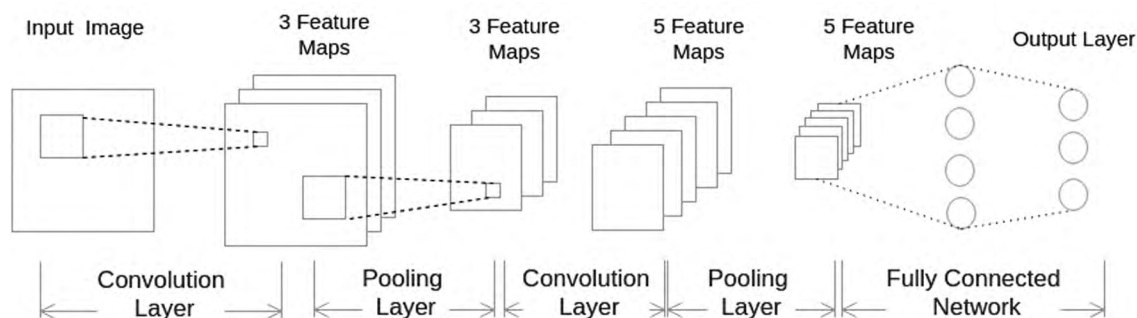 Input Image
3 Feature
Maps
3 Feature
Maps
5 Feature
Maps
5 Feature
Maps
Output Layer
Convolution
Layer
Pooling
Layer
Convolution
Layer
Pooling
Layer
Fully Connected
Network